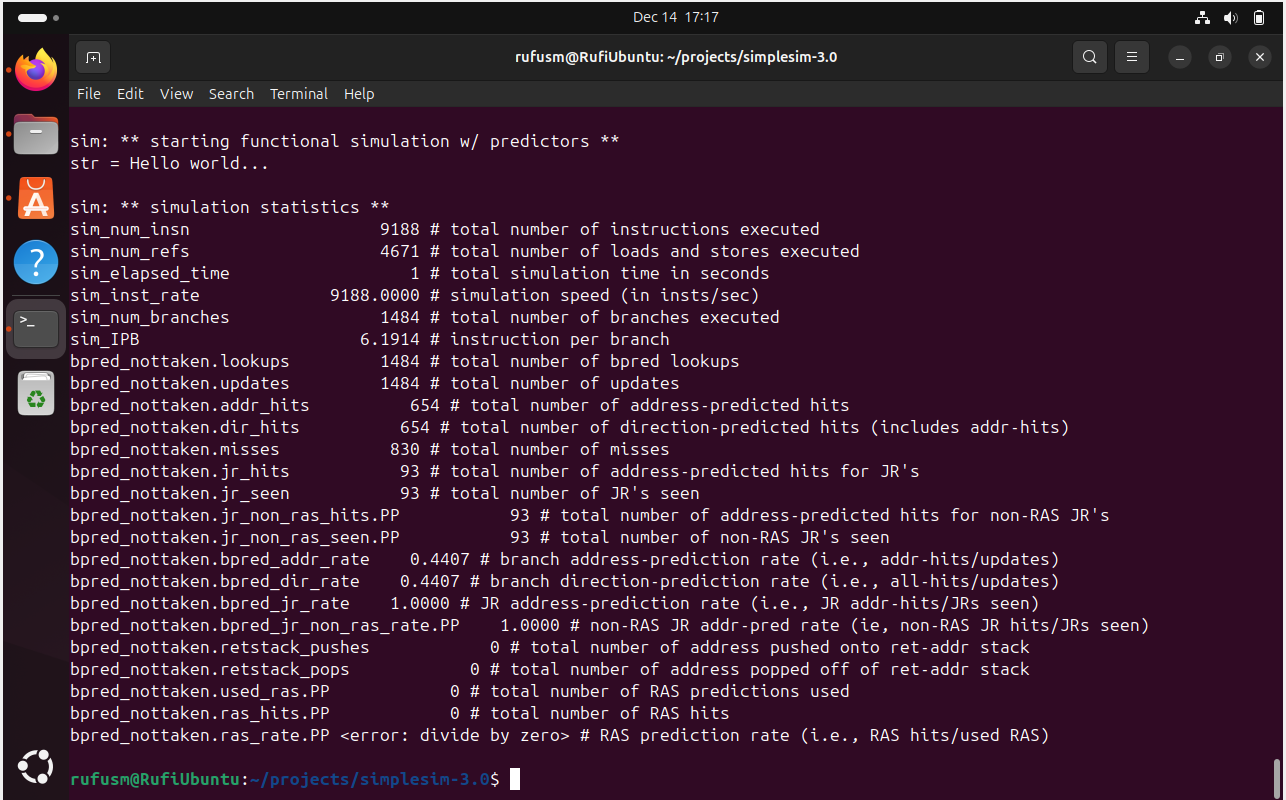 Dec 14 17:17
rufusm@RufiUbuntu: ~/projects/simplesim-3.0
File Edit View Search Terminal Help
sim: ** starting functional simulation w/ predictors **
str = Hello world...
sim: ** simulation statistics **
sim_num_insn                   9188 # total number of instructions executed
sim_num_refs                   4671 # total number of loads and stores executed
sim_elapsed_time                  1 # total simulation time in seconds
sim_inst_rate             9188.0000 # simulation speed (in insts/sec)
sim_num_branches               1484 # total number of branches executed
sim_IPB                      6.1914 # instruction per branch
bpred_nottaken.lookups         1484 # total number of bpred lookups
bpred_nottaken.updates         1484 # total number of updates
bpred_nottaken.addr_hits          654 # total number of address-predicted hits
bpred_nottaken.dir_hits          654 # total number of direction-predicted hits (includes addr-hits)
bpred_nottaken.misses           830 # total number of misses
bpred_nottaken.jr_hits           93 # total number of address-predicted hits for JR's
bpred_nottaken.jr_seen           93 # total number of JR's seen
bpred_nottaken.jr_non_ras_hits.PP           93 # total number of address-predicted hits for non-RAS JR's
bpred_nottaken.jr_non_ras_seen.PP           93 # total number of non-RAS JR's seen
bpred_nottaken.bpred_addr_rate    0.4407 # branch address-prediction rate (i.e., addr-hits/updates)
bpred_nottaken.bpred_dir_rate    0.4407 # branch direction-prediction rate (i.e., all-hits/updates)
bpred_nottaken.bpred_jr_rate    1.0000 # JR address-prediction rate (i.e., JR addr-hits/JRs seen)
bpred_nottaken.bpred_jr_non_ras_rate.PP    1.0000 # non-RAS JR addr-pred rate (ie, non-RAS JR hits/JRs seen)
bpred_nottaken.retstack_pushes            0 # total number of address pushed onto ret-addr stack
bpred_nottaken.retstack_pops            0 # total number of address popped off of ret-addr stack
bpred_nottaken.used_ras.PP            0 # total number of RAS predictions used
bpred_nottaken.ras_hits.PP            0 # total number of RAS hits
bpred_nottaken.ras_rate.PP <error: divide by zero> # RAS prediction rate (i.e., RAS hits/used RAS)
rufusm@RufiUbuntu:~/projects/simplesim-3.0$